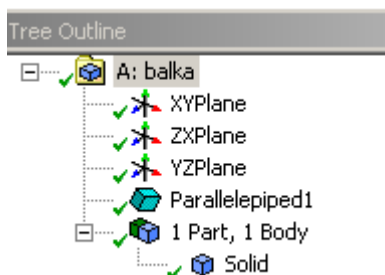 Tree Outline
A: balka
XYPlane
ZXPlane
YZPlane
Parallelepiped1
1 Part, 1 Body
Solid